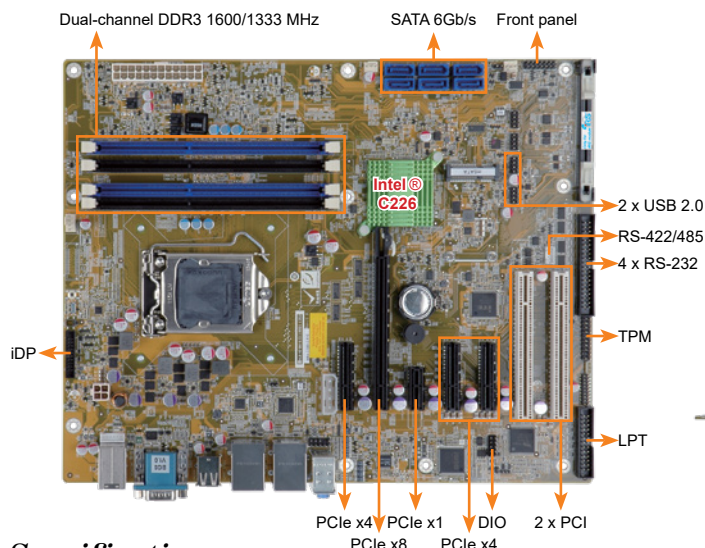 Dual-channel DDR3 1600/1333 MHz
SATA 6Gb/s
Front panel
Intel ®
C226
2 x USB 2.0
RS-422/485
4 x RS-232
iDP
TPM
LPT
PCIe x4
PCIe x1
DIO
2 x PCI
PCIe x8
PCIe x4